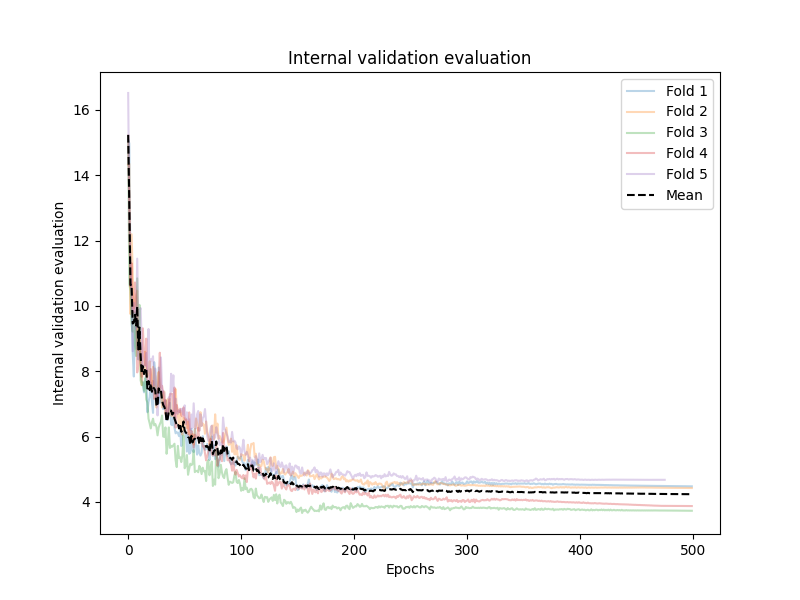 Internal validation evaluation
Internal validation evaluation
16
14
12
10
8
6
4
Fold 1
Fold 2
Fold 3
Fold 4
Fold 5
Mean
0 100 200 300 400 500
Epochs